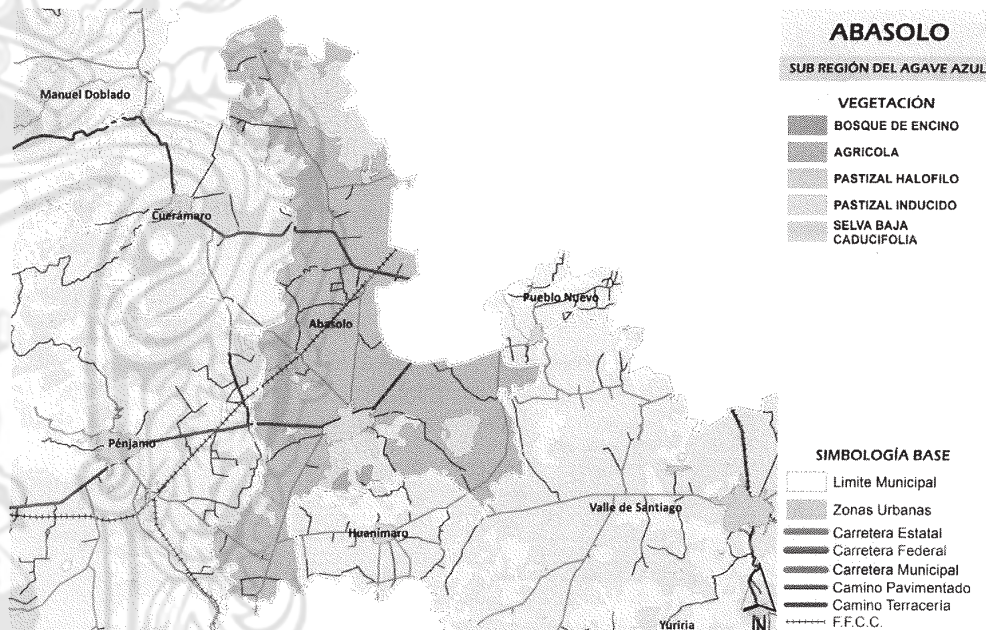 ABASOLO
SUB REGIÓN DEL AGAVE AZUL
VEGETACIÓN
BOSQUE DE ENCINO
AGRICOLA
PASTIZAL HALOFILO
PASTIZAL INDUCIDO
SELVA BAJA
CADUCIFOLIA
Manuel Doblado
Cuerámaro
Pueblo Nuevo
Abasolo
Pénjamo
Valle de Santiago
Huanímaro
Yuriria
N
SIMBOLOGÍA BASE
Limite Municipal
Zonas Urbanas
Carretera Estatal
Carretera Federal
Carretera Municipal
Camino Pavimentado
Camino Terraceria
F.F.C.C.